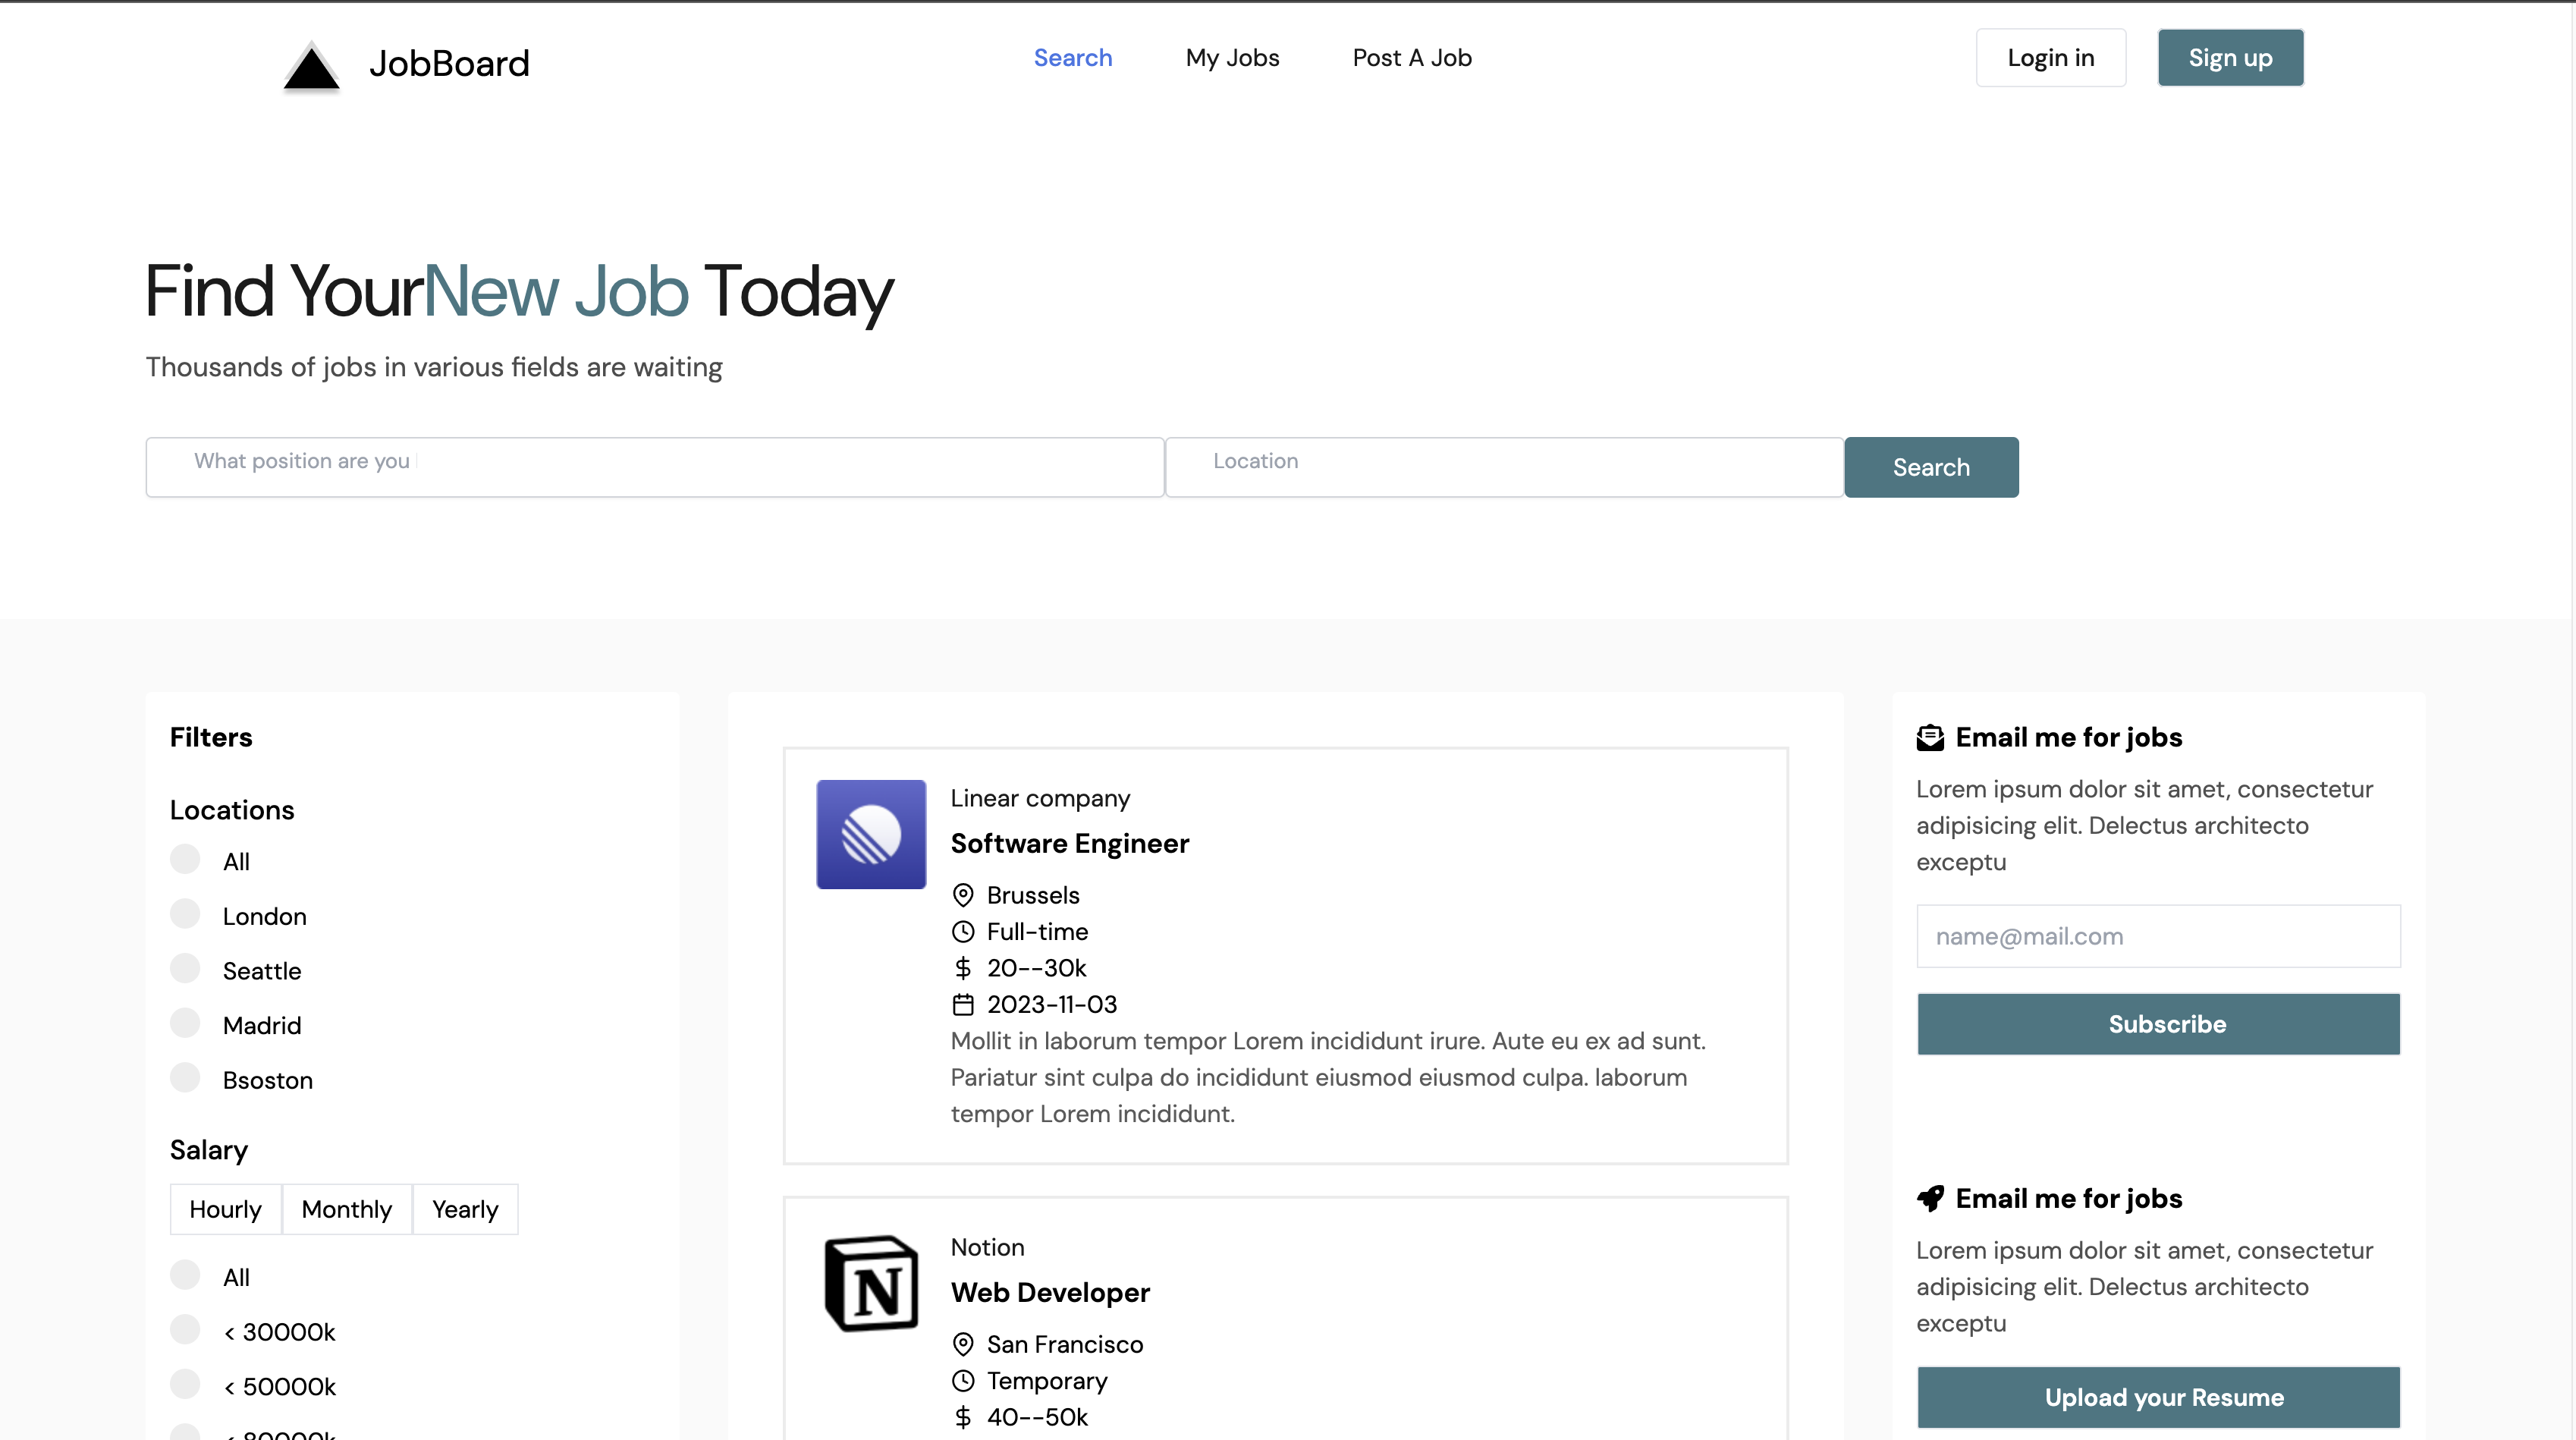 JobBoard
Search
My Jobs
Post A Job
Login in
Sign up
Find YourNew Job Today
Thousands of jobs in various fields are waiting
What position are you
Location
Search
Filters
Locations
All
London
Seattle
Madrid
Bsoston
Salary
Hourly
Monthly
Yearly
All
< 30000k
< 50000k
< 80000k
Linear company
Software Engineer
Brussels
Full-time
$ 20--30k
2023-11-03
Mollit in laborum tempor Lorem incididunt irure. Aute eu ex ad sunt.
Pariatur sint culpa do incididunt eiusmod eiusmod culpa. laborum
tempor Lorem incididunt.
N
Notion
Web Developer
San Francisco
Temporary
$ 40--50k
Email me for jobs
Lorem ipsum dolor sit amet, consectetur
adipisicing elit. Delectus architecto
exceptu
name@mail.com
Subscribe
Email me for jobs
Lorem ipsum dolor sit amet, consectetur
adipisicing elit. Delectus architecto
exceptu
Upload your Resume